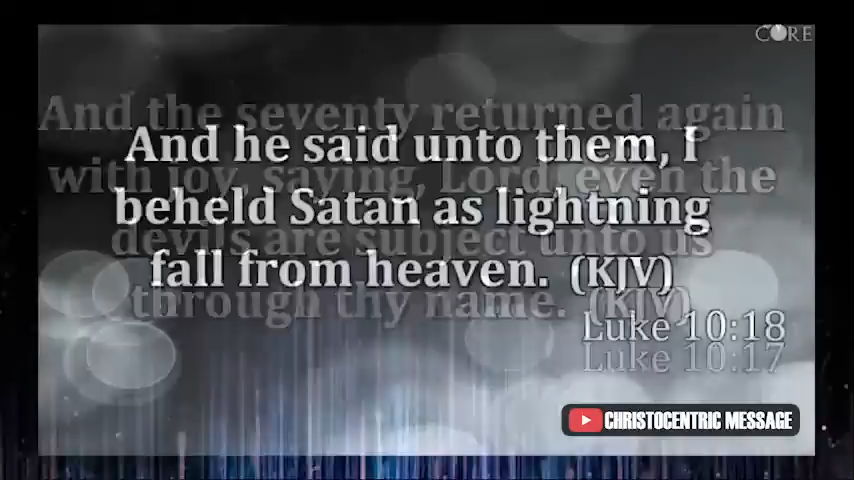 CORE
And the seventy returned again
And he said unto them, I
with joy, saying, Lord, even the
beheld Satan as lightning
devils are subject unto us
fall from heaven. (KJV)
through thy name. (KJV)
Luke 10:18
Luke 10:17
CHRISTOCENTRIC MESSAGE